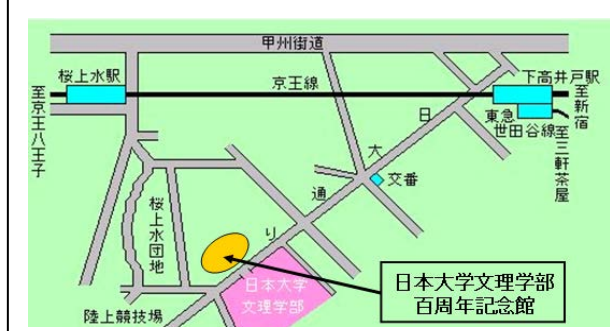 甲州街道
桜上水駅
京王線
下高井戸駅
至京王八王子
至新宿
東急
世田谷線
至三軒茶屋
日大通り
交番
桜上水団地
日本大学
文理学部
陸上競技場
日本大学文理学部
百周年記念館